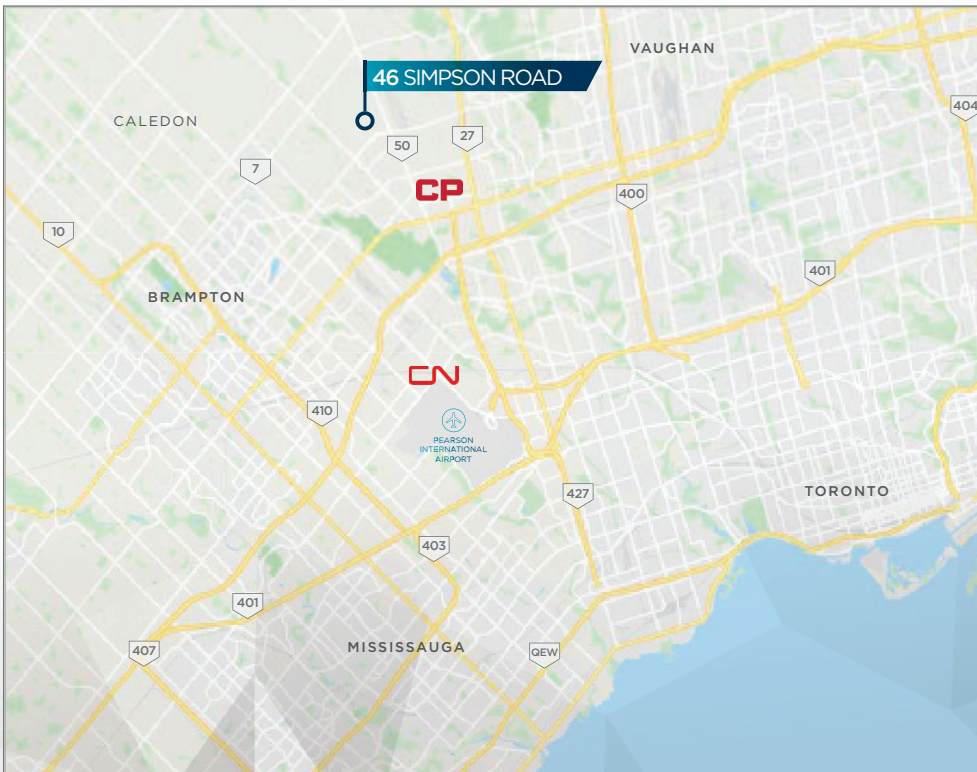 VAUGHAN
46 SIMPSON ROAD
404
CALEDON
27
50
7
CP
400
10
401
BRAMPTON
CN
410
PEARSON
INTERNATIONAL
AIRPORT
427
TORONTO
403
401
MISSISSAUGA
407
QEW